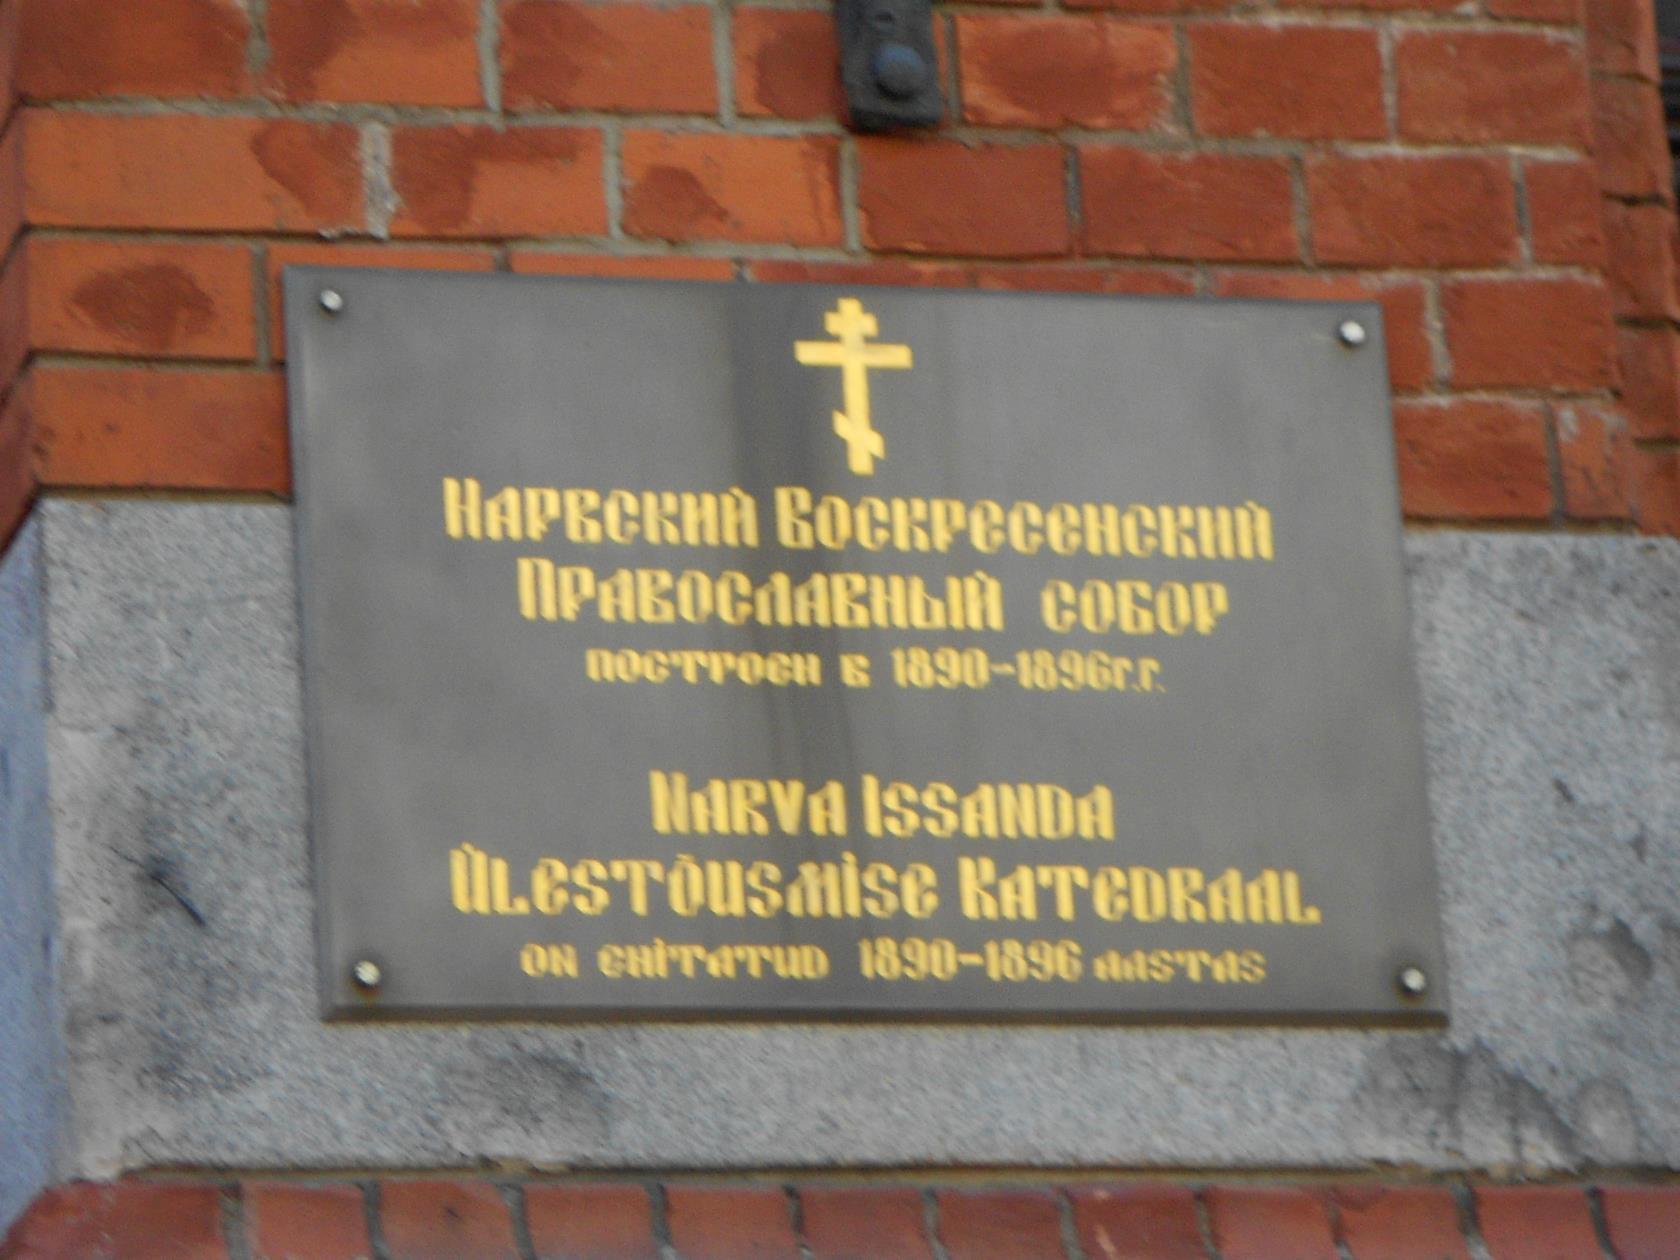 Нарвский Воскресенский
Православный собор
построен в 1890-1896г.г.
Narva Issanda
Ülestõusmise Katedraal
on ehitatud 1890-1896 aastas